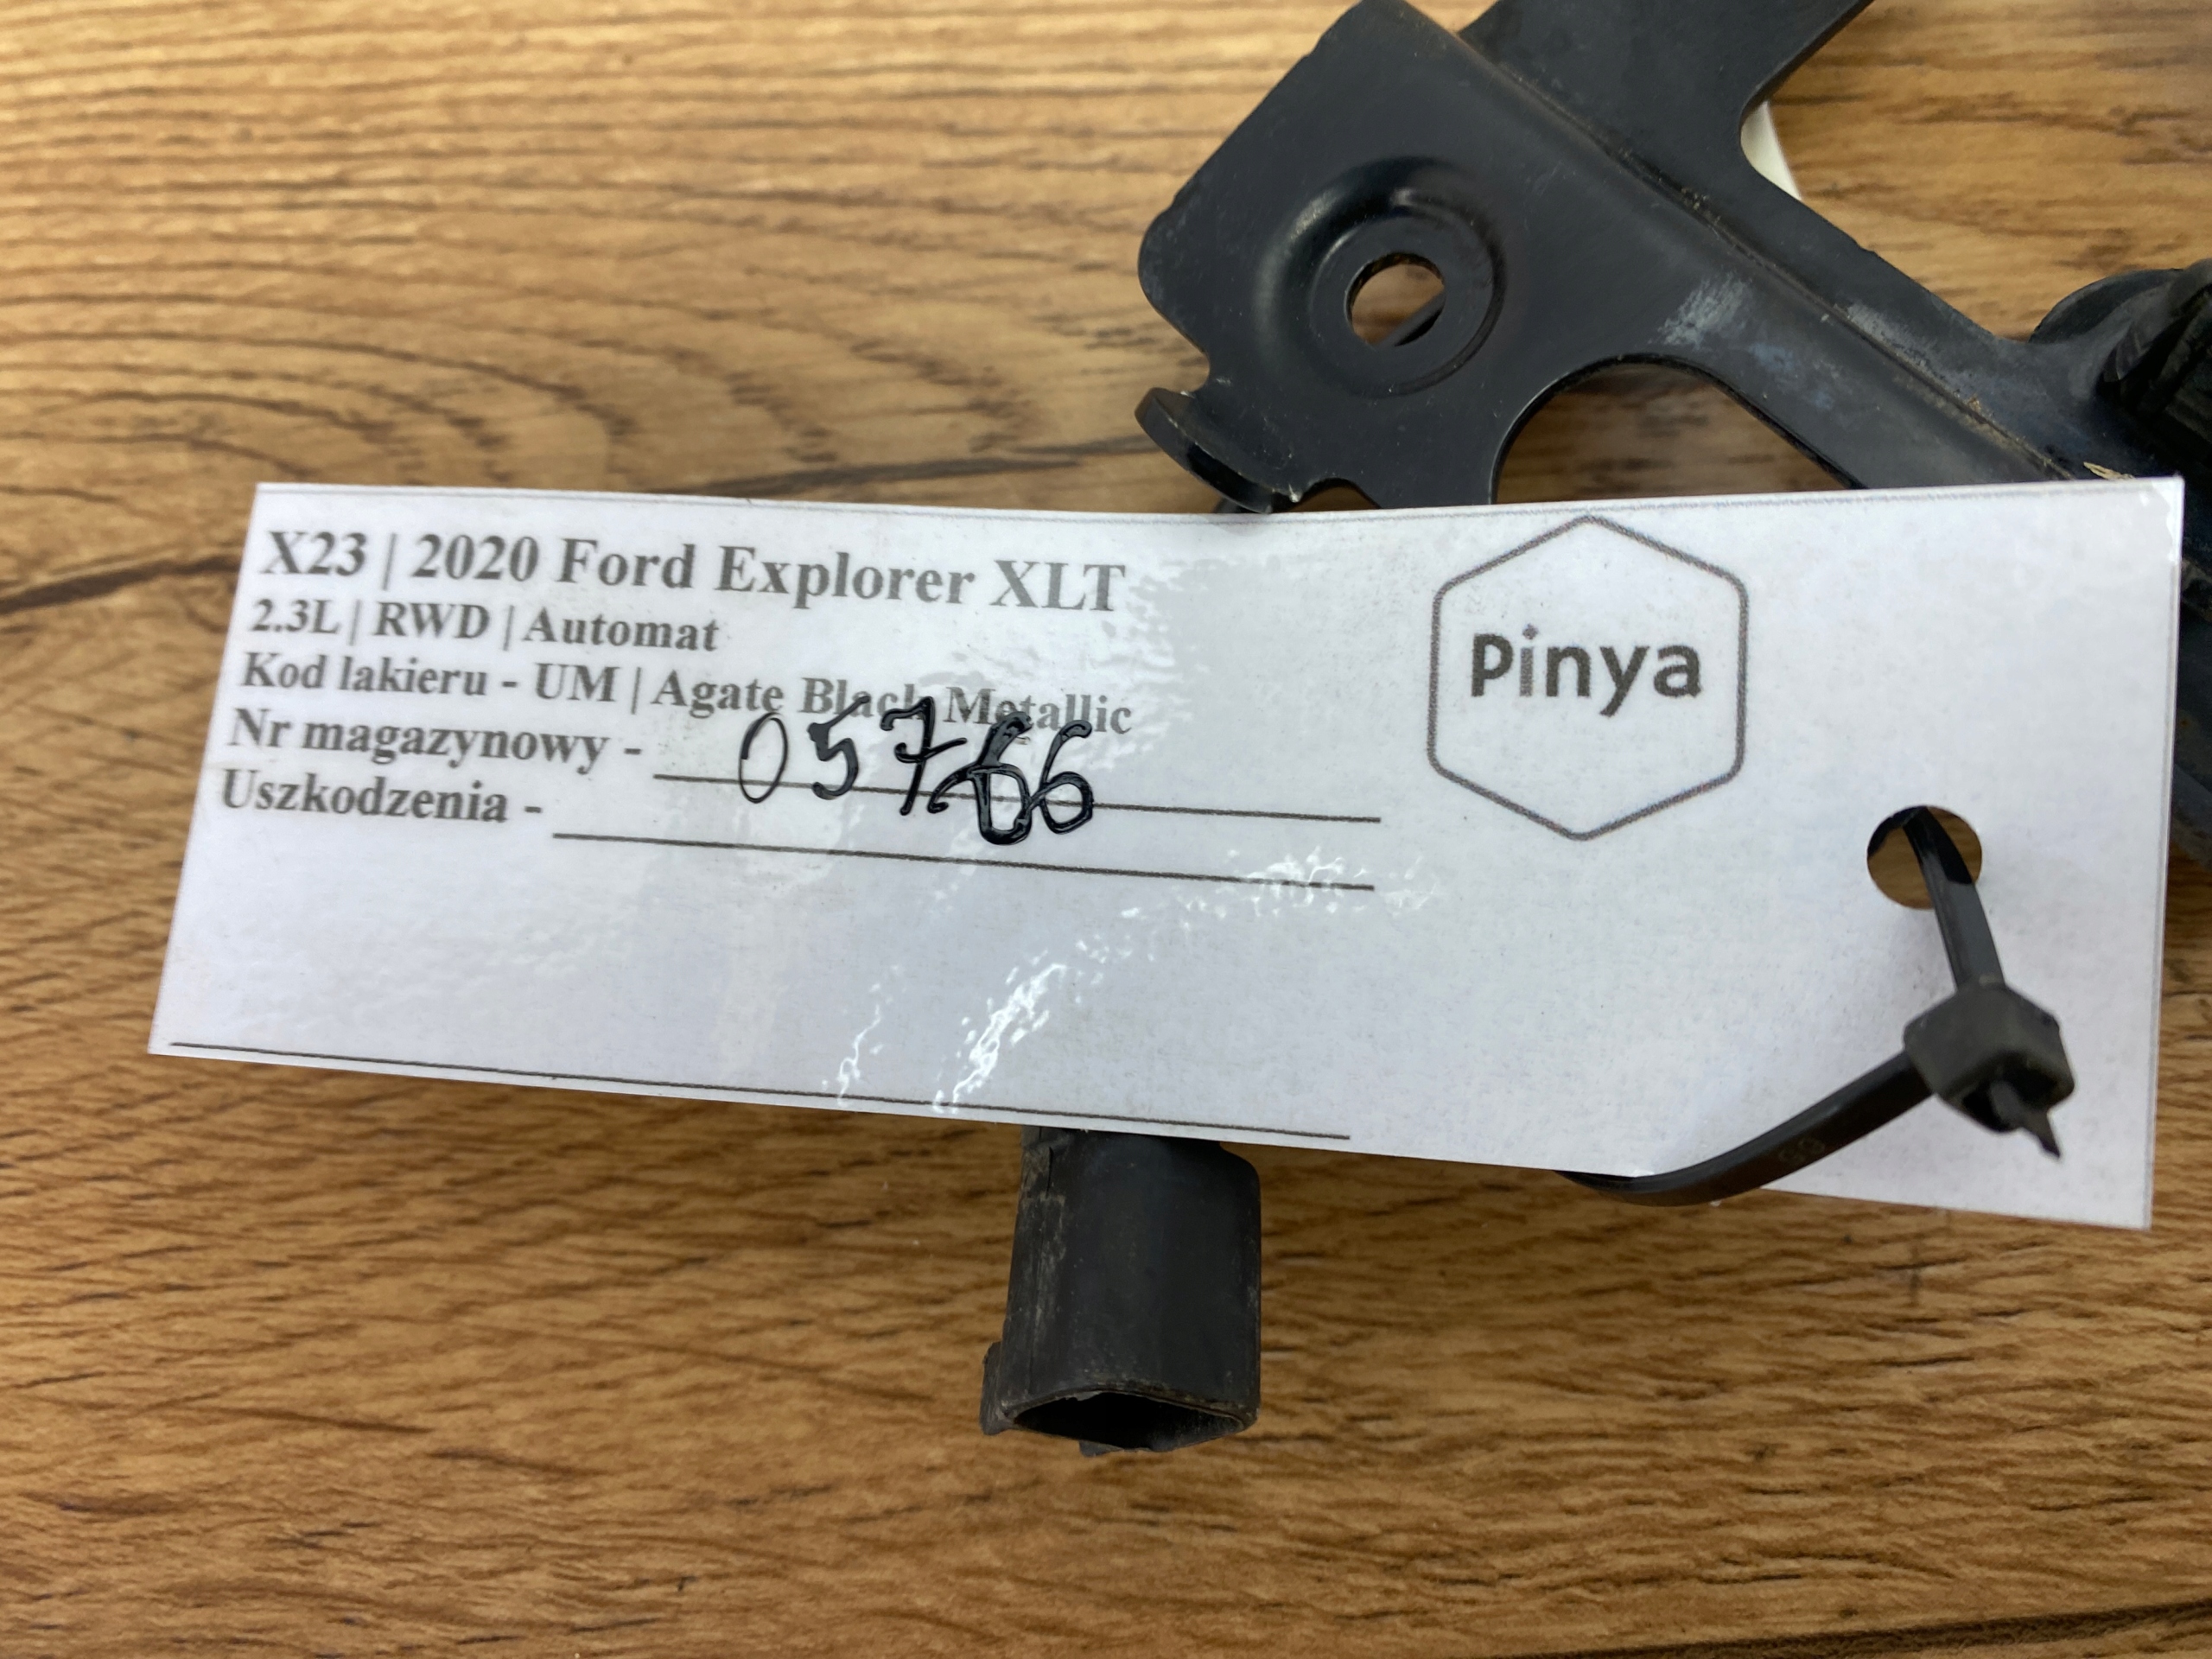 X23 | 2020 Ford Explorer XLT
2.3L | RWD | Automat
Kod lakieru - UM | Agate Black Metallic
Nr magazynowy - 05766
Uszkodzenia -
Pinya